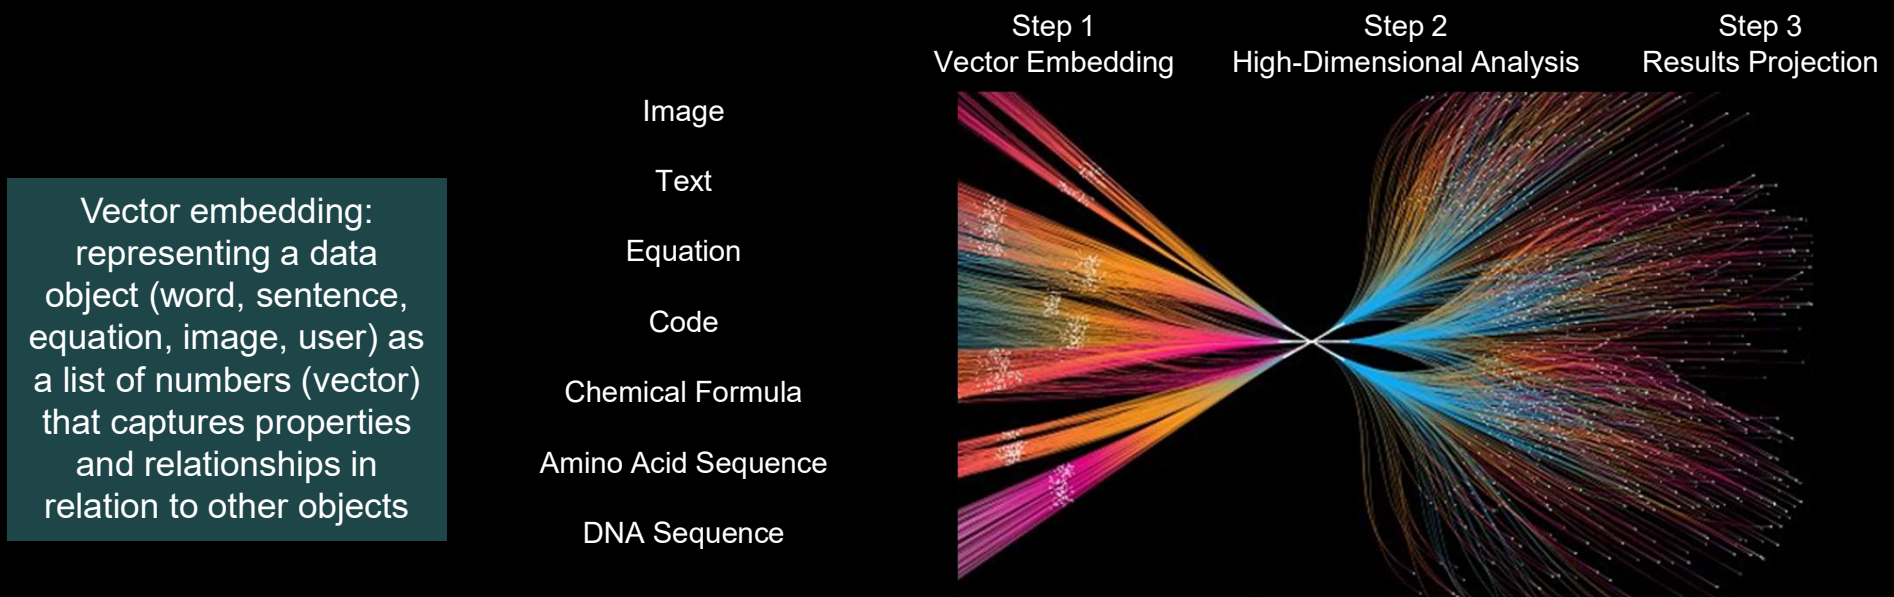 Step 1
Vector Embedding
Step 2
High-Dimensional Analysis
Step 3
Results Projection
Image
Text
Equation
Code
Chemical Formula
Amino Acid Sequence
DNA Sequence
Vector embedding:
representing a data
object (word, sentence,
equation, image, user) as
a list of numbers (vector)
that captures properties
and relationships in
relation to other objects